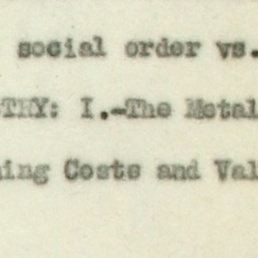 social order vs.
TRY: I.-The Metal
ing Costs and Val